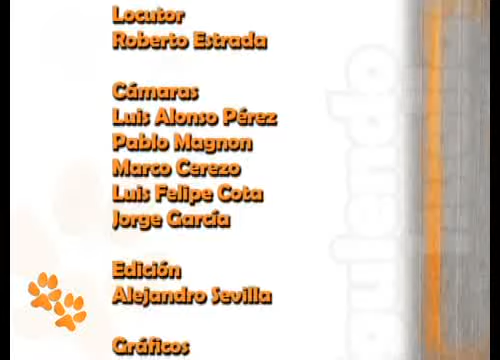 Locutor
Roberto Estrada
Cámaras
Luis Alonso Pérez
Pablo Magnon
Marco Cerezo
Luis Felipe Cota
Jorge García
Edición
Alejandro Sevilla
Gráficos
aulendo